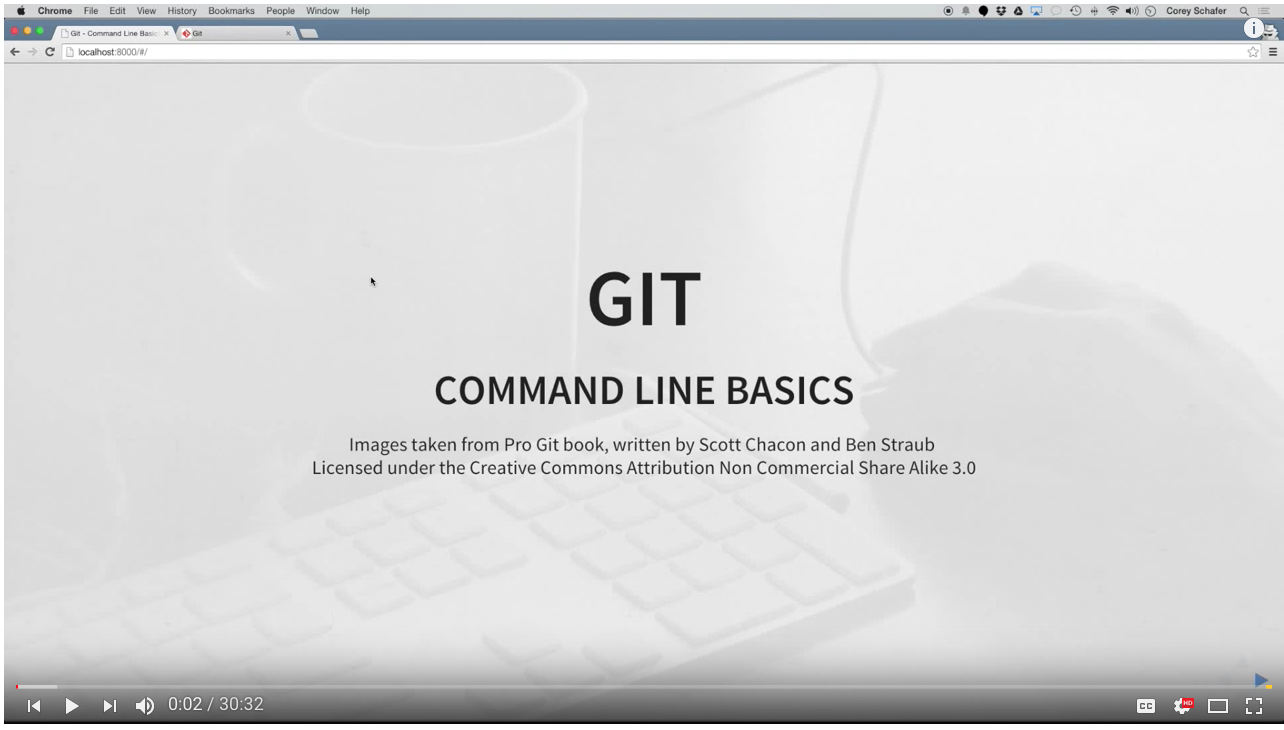 Chrome File Edit View History Bookmarks People Window Help Corey Schafer
Git - Command Line Basic Git
localhost:8000/#/
GIT
COMMAND LINE BASICS
Images taken from Pro Git book, written by Scott Chacon and Ben Straub
Licensed under the Creative Commons Attribution Non Commercial Share Alike 3.0
0:02 / 30:32 CC HD